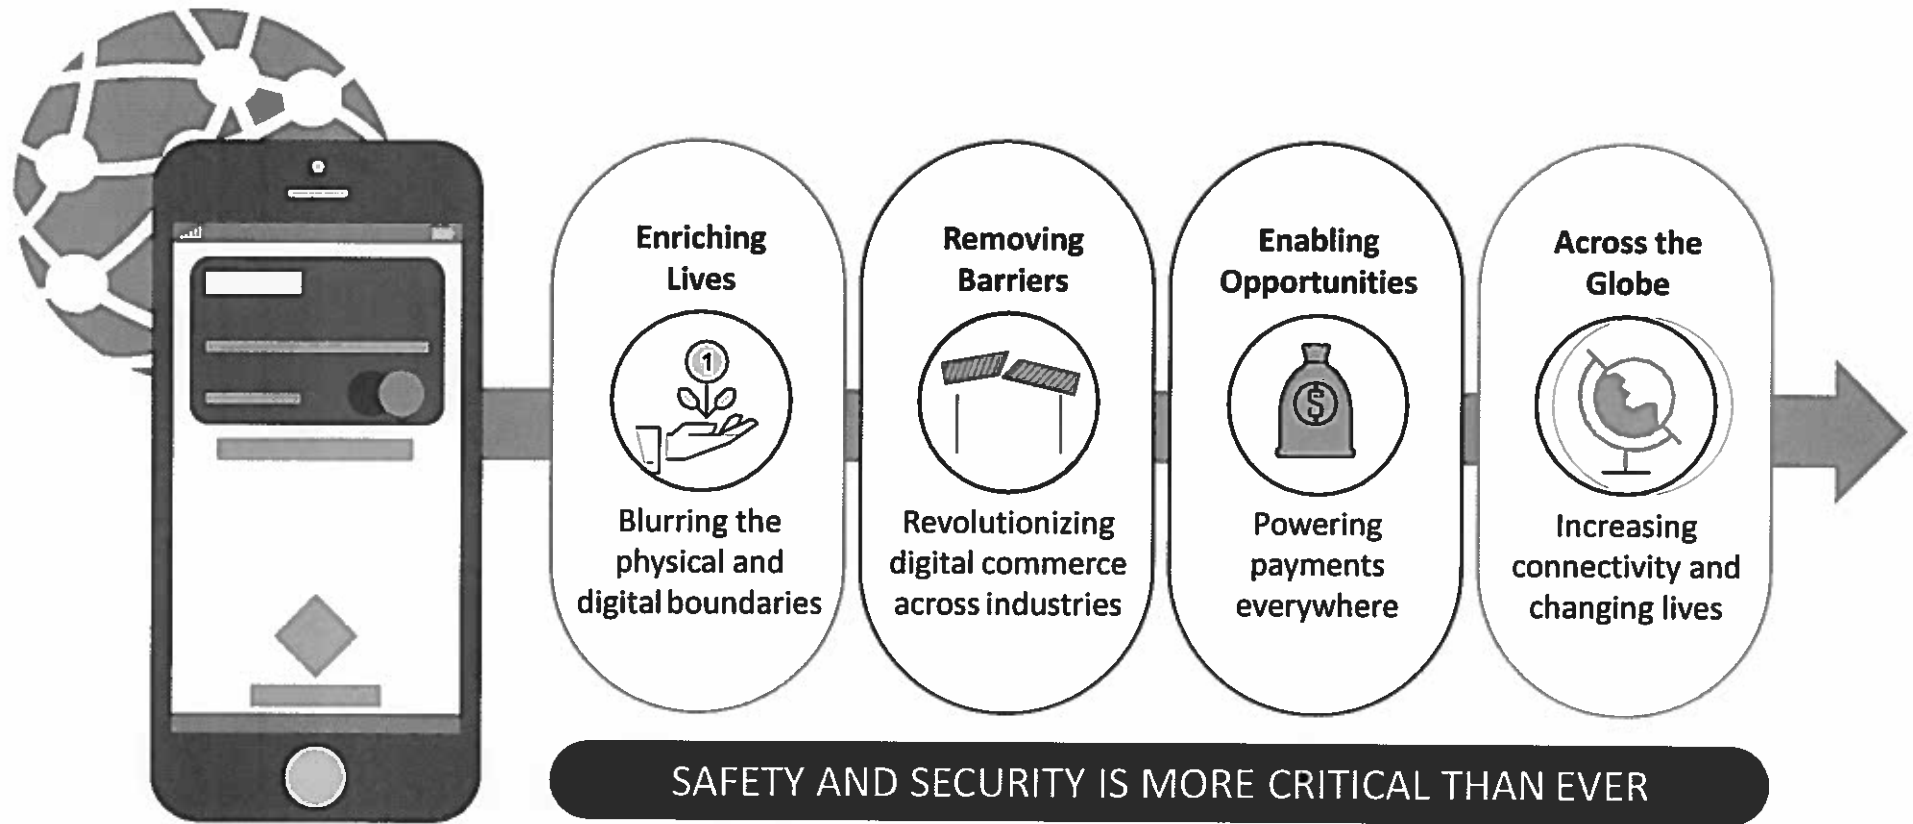 Enriching
Lives
1
Blurring the
physical and
digital boundaries
Removing
Barriers
Revolutionizing
digital commerce
across industries
Enabling
Opportunities
$
Powering
payments
everywhere
Across the
Globe
Increasing
connectivity and
changing lives
SAFETY AND SECURITY IS MORE CRITICAL THAN EVER